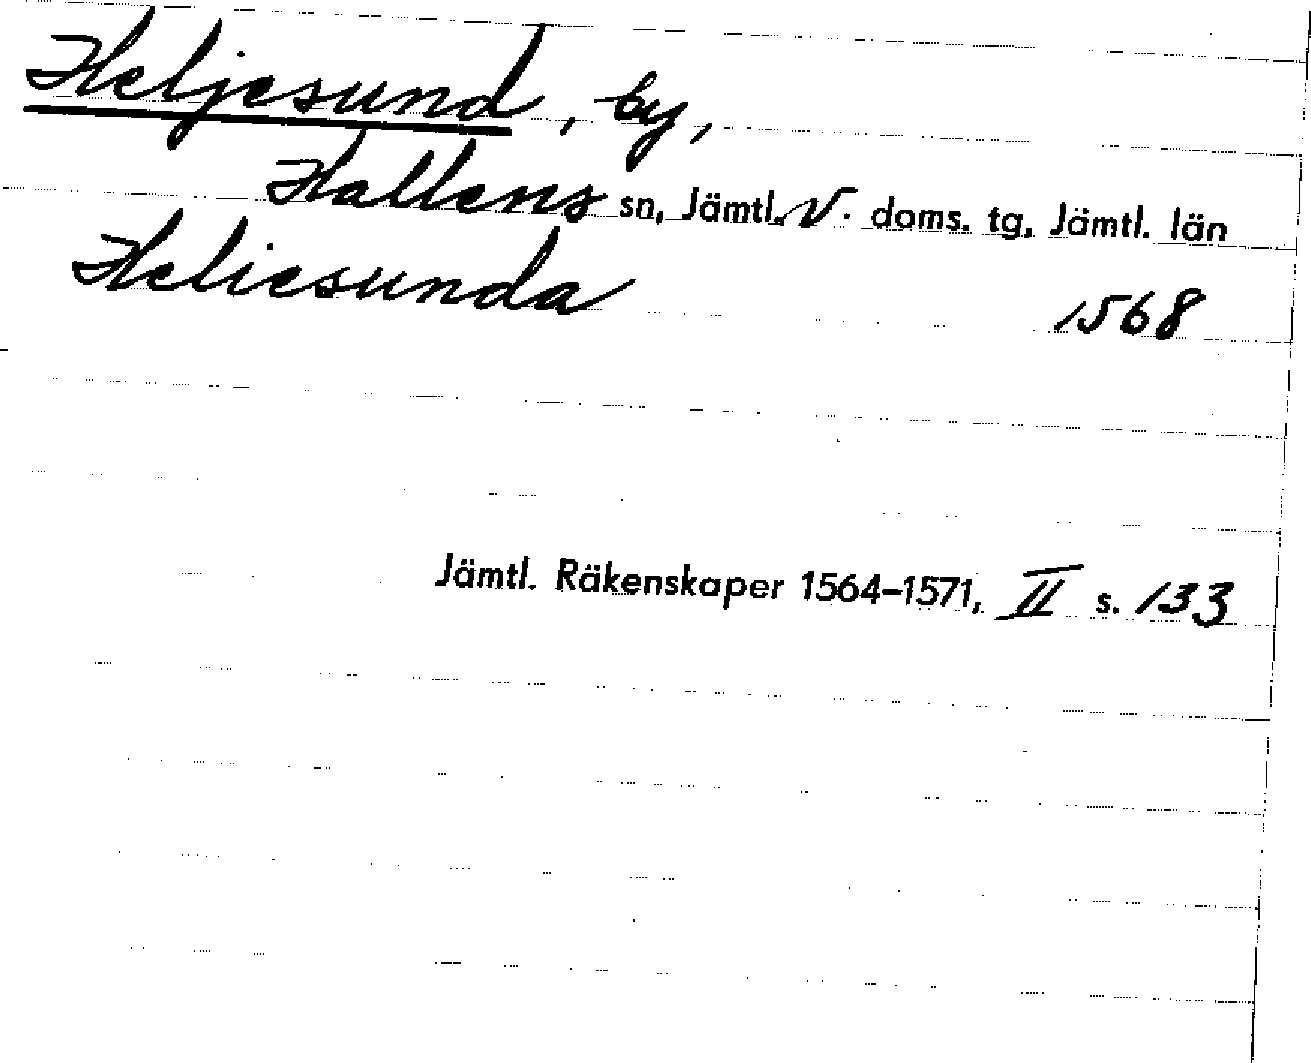 Heljesund, by,
Hallens sn, Jämtl. V. doms. tg, Jämtl. län
Heliesunda 1568
Jämtl. Räkenskaper 1564–1571, II s. 133